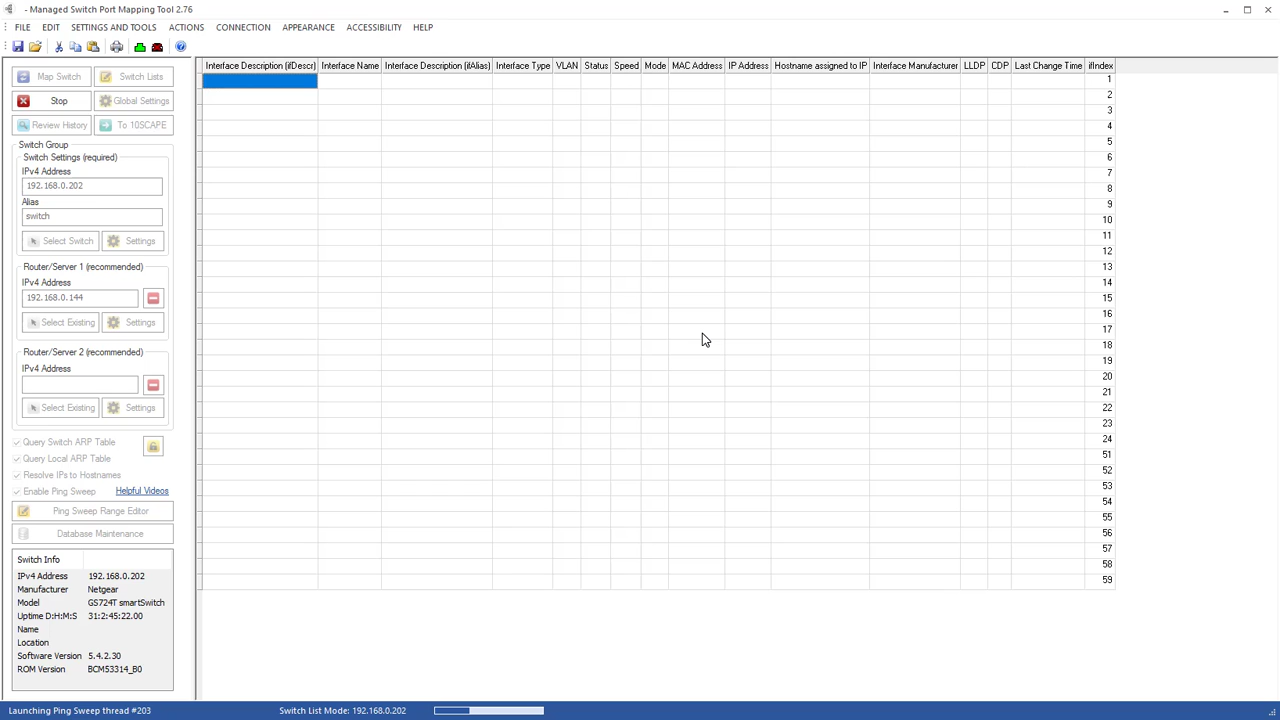 - Managed Switch Port Mapping Tool 2.76
FILE EDIT SETTINGS AND TOOLS ACTIONS CONNECTION APPEARANCE ACCESSIBILITY HELP
Map Switch Switch Lists
Stop Global Settings
Review History To 10SCAPE
Switch Group
Switch Settings (required)
IPv4 Address
192.168.0.202
Alias
switch
Select Switch Settings
Router/Server 1 (recommended)
IPv4 Address
192.168.0.144
Select Existing Settings
Router/Server 2 (recommended)
IPv4 Address
Select Existing Settings
Query Switch ARP Table
Query Local ARP Table
Resolve IPs to Hostnames
Enable Ping Sweep Helpful Videos
Ping Sweep Range Editor
Database Maintenance
Switch Info
IPv4 Address 192.168.0.202
Manufacturer Netgear
Model GS724T smartSwitch
Uptime D:H:M:S 31:2:45:22.00
Name
Location
Software Version 5.4.2.30
ROM Version BCM53314_B0
Interface Description (ifDescr) Interface Name Interface Description (ifAlias) Interface Type VLAN Status Speed Mode MAC Address IP Address Hostname assigned to IP Interface Manufacturer LLDP CDP Last Change Time ifIndex
1
2
3
4
5
6
7
8
9
10
11
12
13
14
15
16
17
18
19
20
21
22
23
24
51
52
53
54
55
56
57
58
59
Launching Ping Sweep thread #203 Switch List Mode: 192.168.0.202